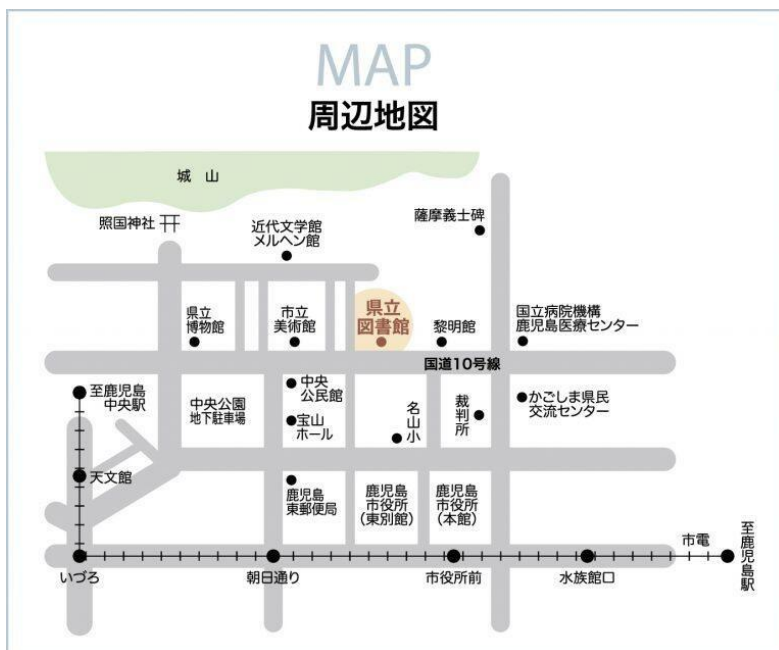 MAP
周辺地図
城 山
照国神社
近代文学館
メルヘン館
薩摩義士碑
県立
博物館
市立
美術館
県立
図書館
黎明館
国立病院機構
鹿児島医療センター
国道10号線
至鹿児島
中央駅
中央公園
地下駐車場
中央
公民館
宝山
ホール
名山小
裁判所
かごしま県民
交流センター
天文館
鹿児島
東郵便局
鹿児島
市役所
(東別館)
鹿児島
市役所
(本館)
市電
至鹿児島駅
いづろ
朝日通り
市役所前
水族館口